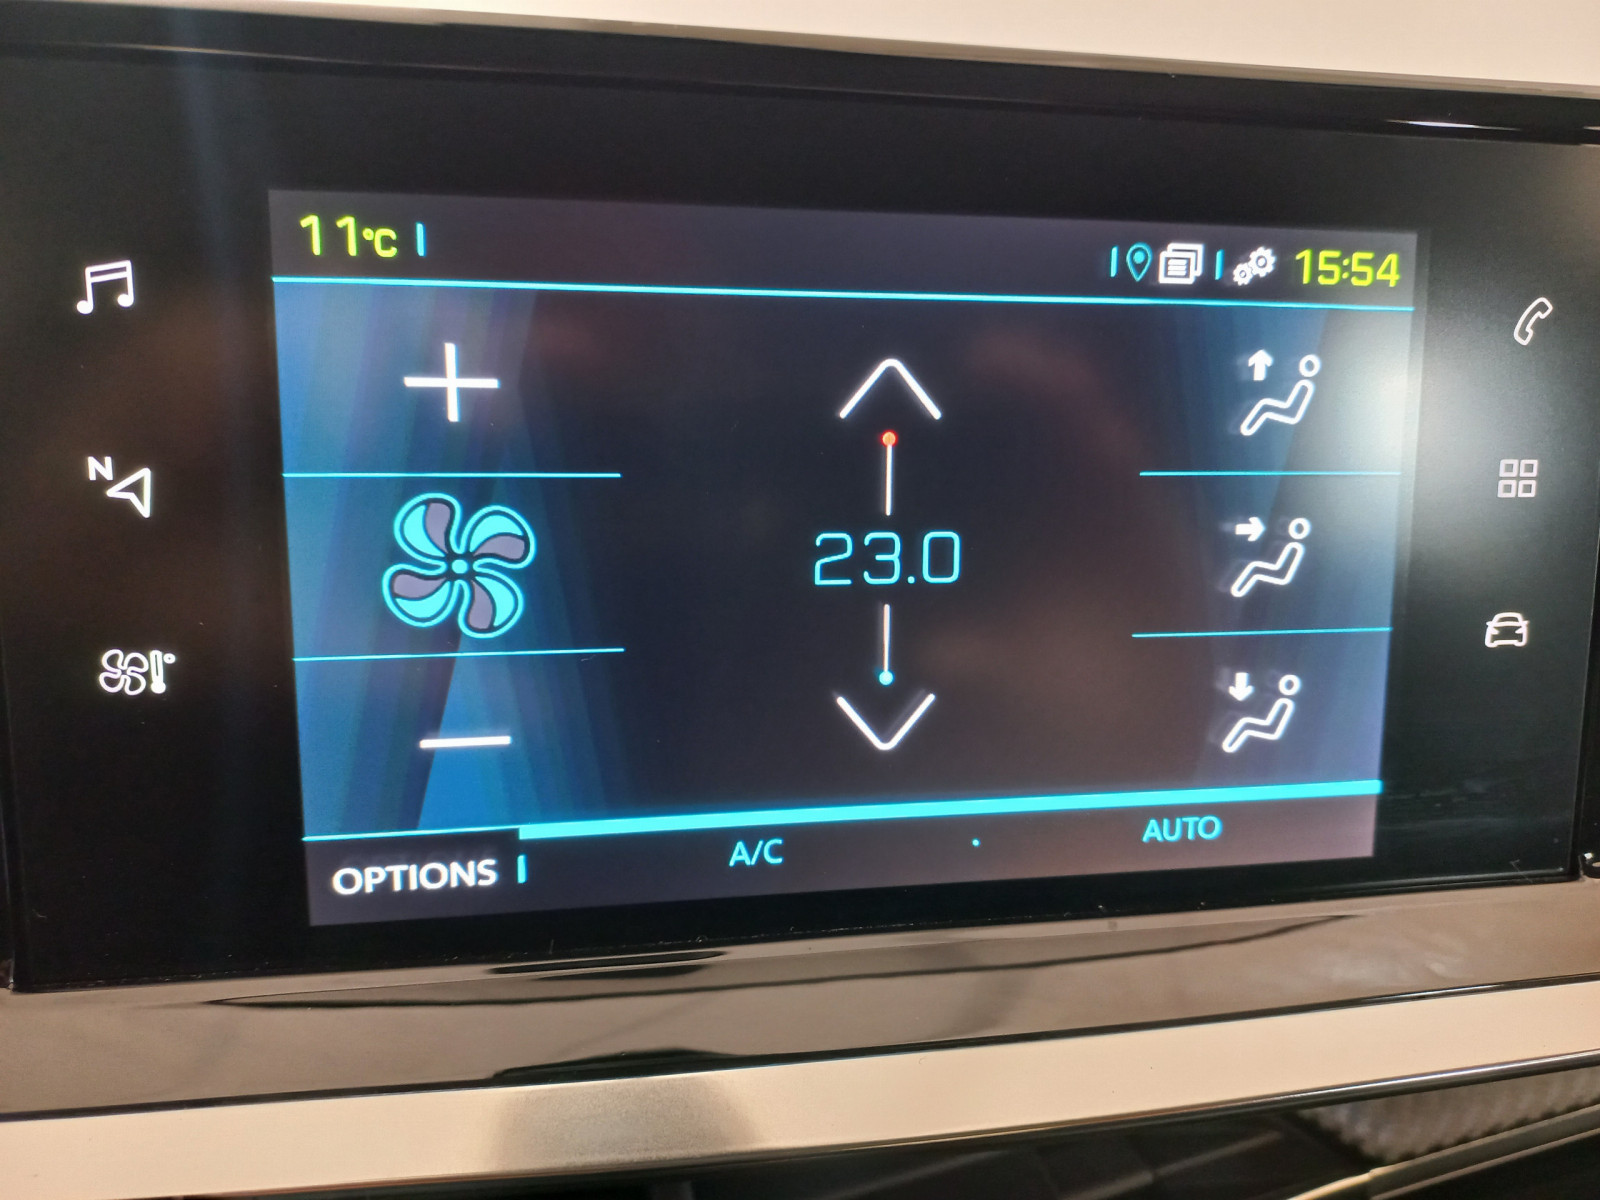 11°C
15:54
N
23.0
OPTIONS
A/C
AUTO